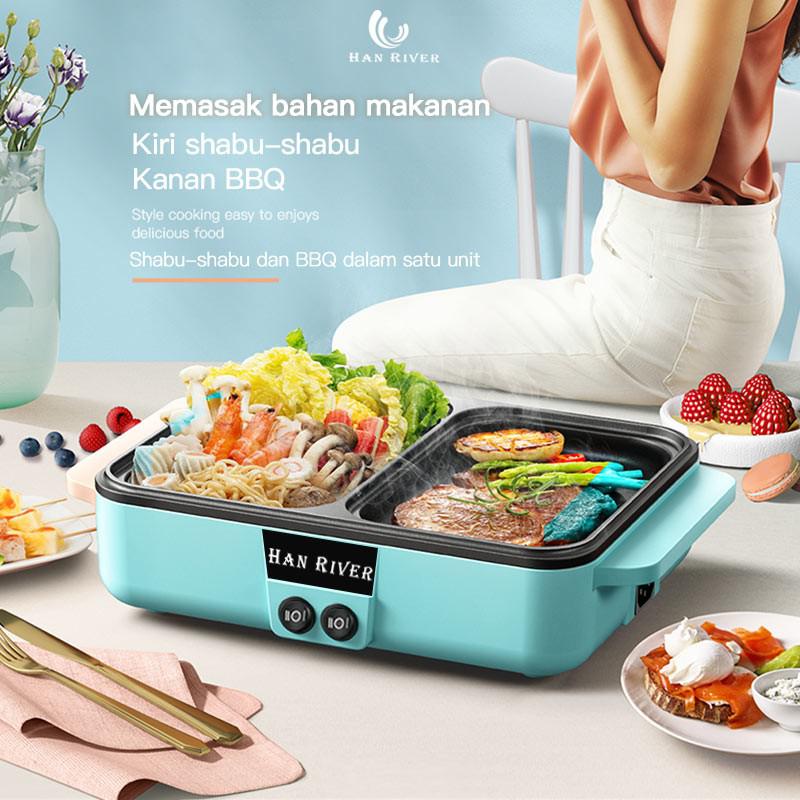 HAN RIVER
Memasak bahan makanan
Kiri shabu-shabu
Kanan BBQ
Style cooking easy to enjoys
delicious food
Shabu-shabu dan BBQ dalam satu unit
HAN RIVER